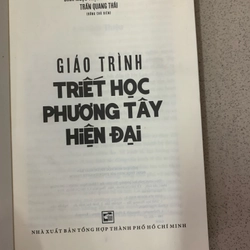 TRẦN QUANG THÁI
(ĐỒNG CHỦ BIÊN)
GIÁO TRÌNH
TRIẾT HỌC
PHƯƠNG TÂY
HIỆN ĐẠI
NHÀ XUẤT BẢN TỔNG HỢP THÀNH PHỐ HỒ CHÍ MINH